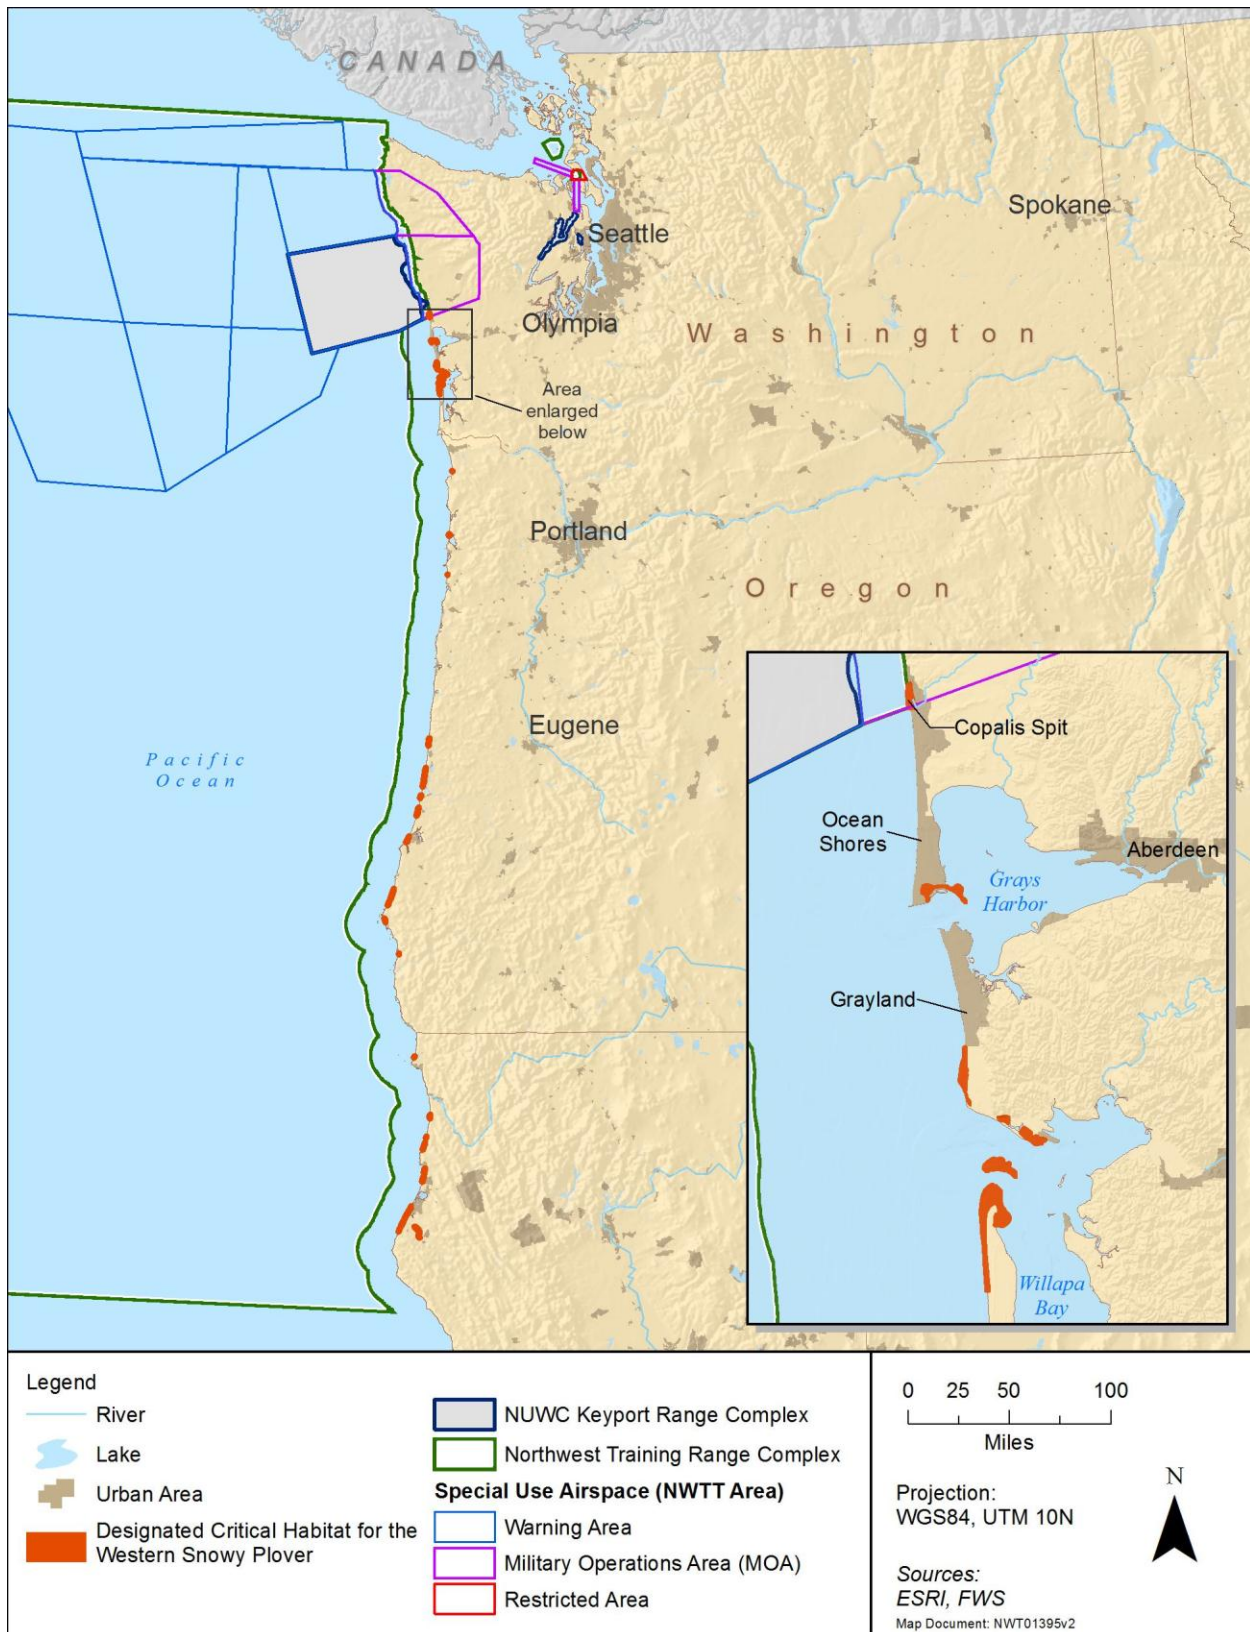 CANADA
Spokane
Seattle
Olympia
Washington
Area
enlarged
below
Portland
Oregon
Eugene
Pacific
Ocean
Copalis Spit
Ocean
Shores
Aberdeen
Grays
Harbor
Grayland
Willapa
Bay
Legend
River
Lake
Urban Area
Designated Critical Habitat for the
Western Snowy Plover
NUWC Keyport Range Complex
Northwest Training Range Complex
Special Use Airspace (NWTT Area)
Warning Area
Military Operations Area (MOA)
Restricted Area
0 25 50 100
Miles
Projection:
WGS84, UTM 10N
N
Sources:
ESRI, FWS
Map Document: NWT01395v2